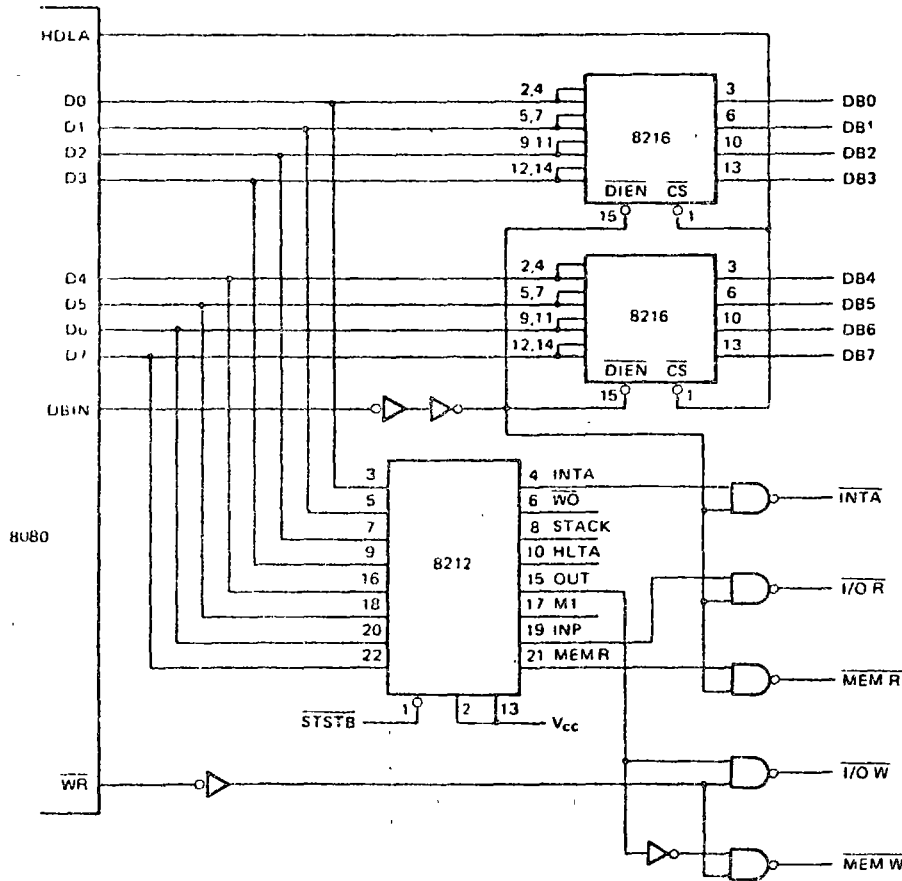 HDLA
D0
D1
D2
D3
D4
D5
D6
D7
DBIN
8080
WR
2,4
5,7
9 11
12,14
8216
DIEN
CS
15
1
3
6
10
13
DB0
DB1
DB2
DB3
2,4
5,7
9,11
12,14
8216
DIEN
CS
15
1
3
6
10
13
DB4
DB5
DB6
DB7
3
5
7
9
16
18
20
22
8212
4 INTA
6 WO
8 STACK
10 HLTA
15 OUT
17 M1
19 INP
21 MEM R
STSTB
1
2
13
Vcc
INTA
I/O R
MEM R
I/O W
MEM W